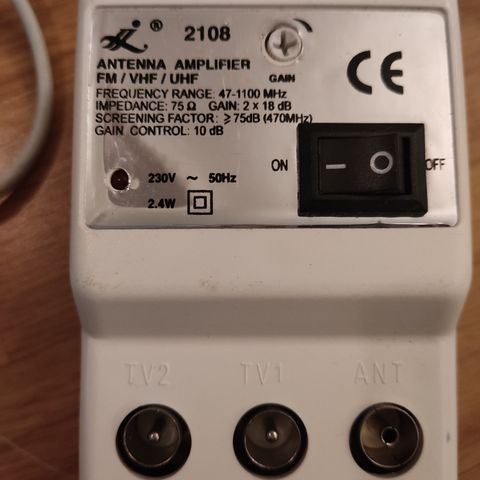 ® 2108
ANTENNA AMPLIFIER
FM / VHF / UHF
GAIN
FREQUENCY RANGE: 47-1100 MHz
IMPEDANCE: 75 Ω GAIN: 2 x 18 dB
SCREENING FACTOR: ≥75dB (470MHz)
GAIN CONTROL: 10 dB
CE
ON
OFF
230V ~ 50Hz
2.4W
TV2 TV1 ANT